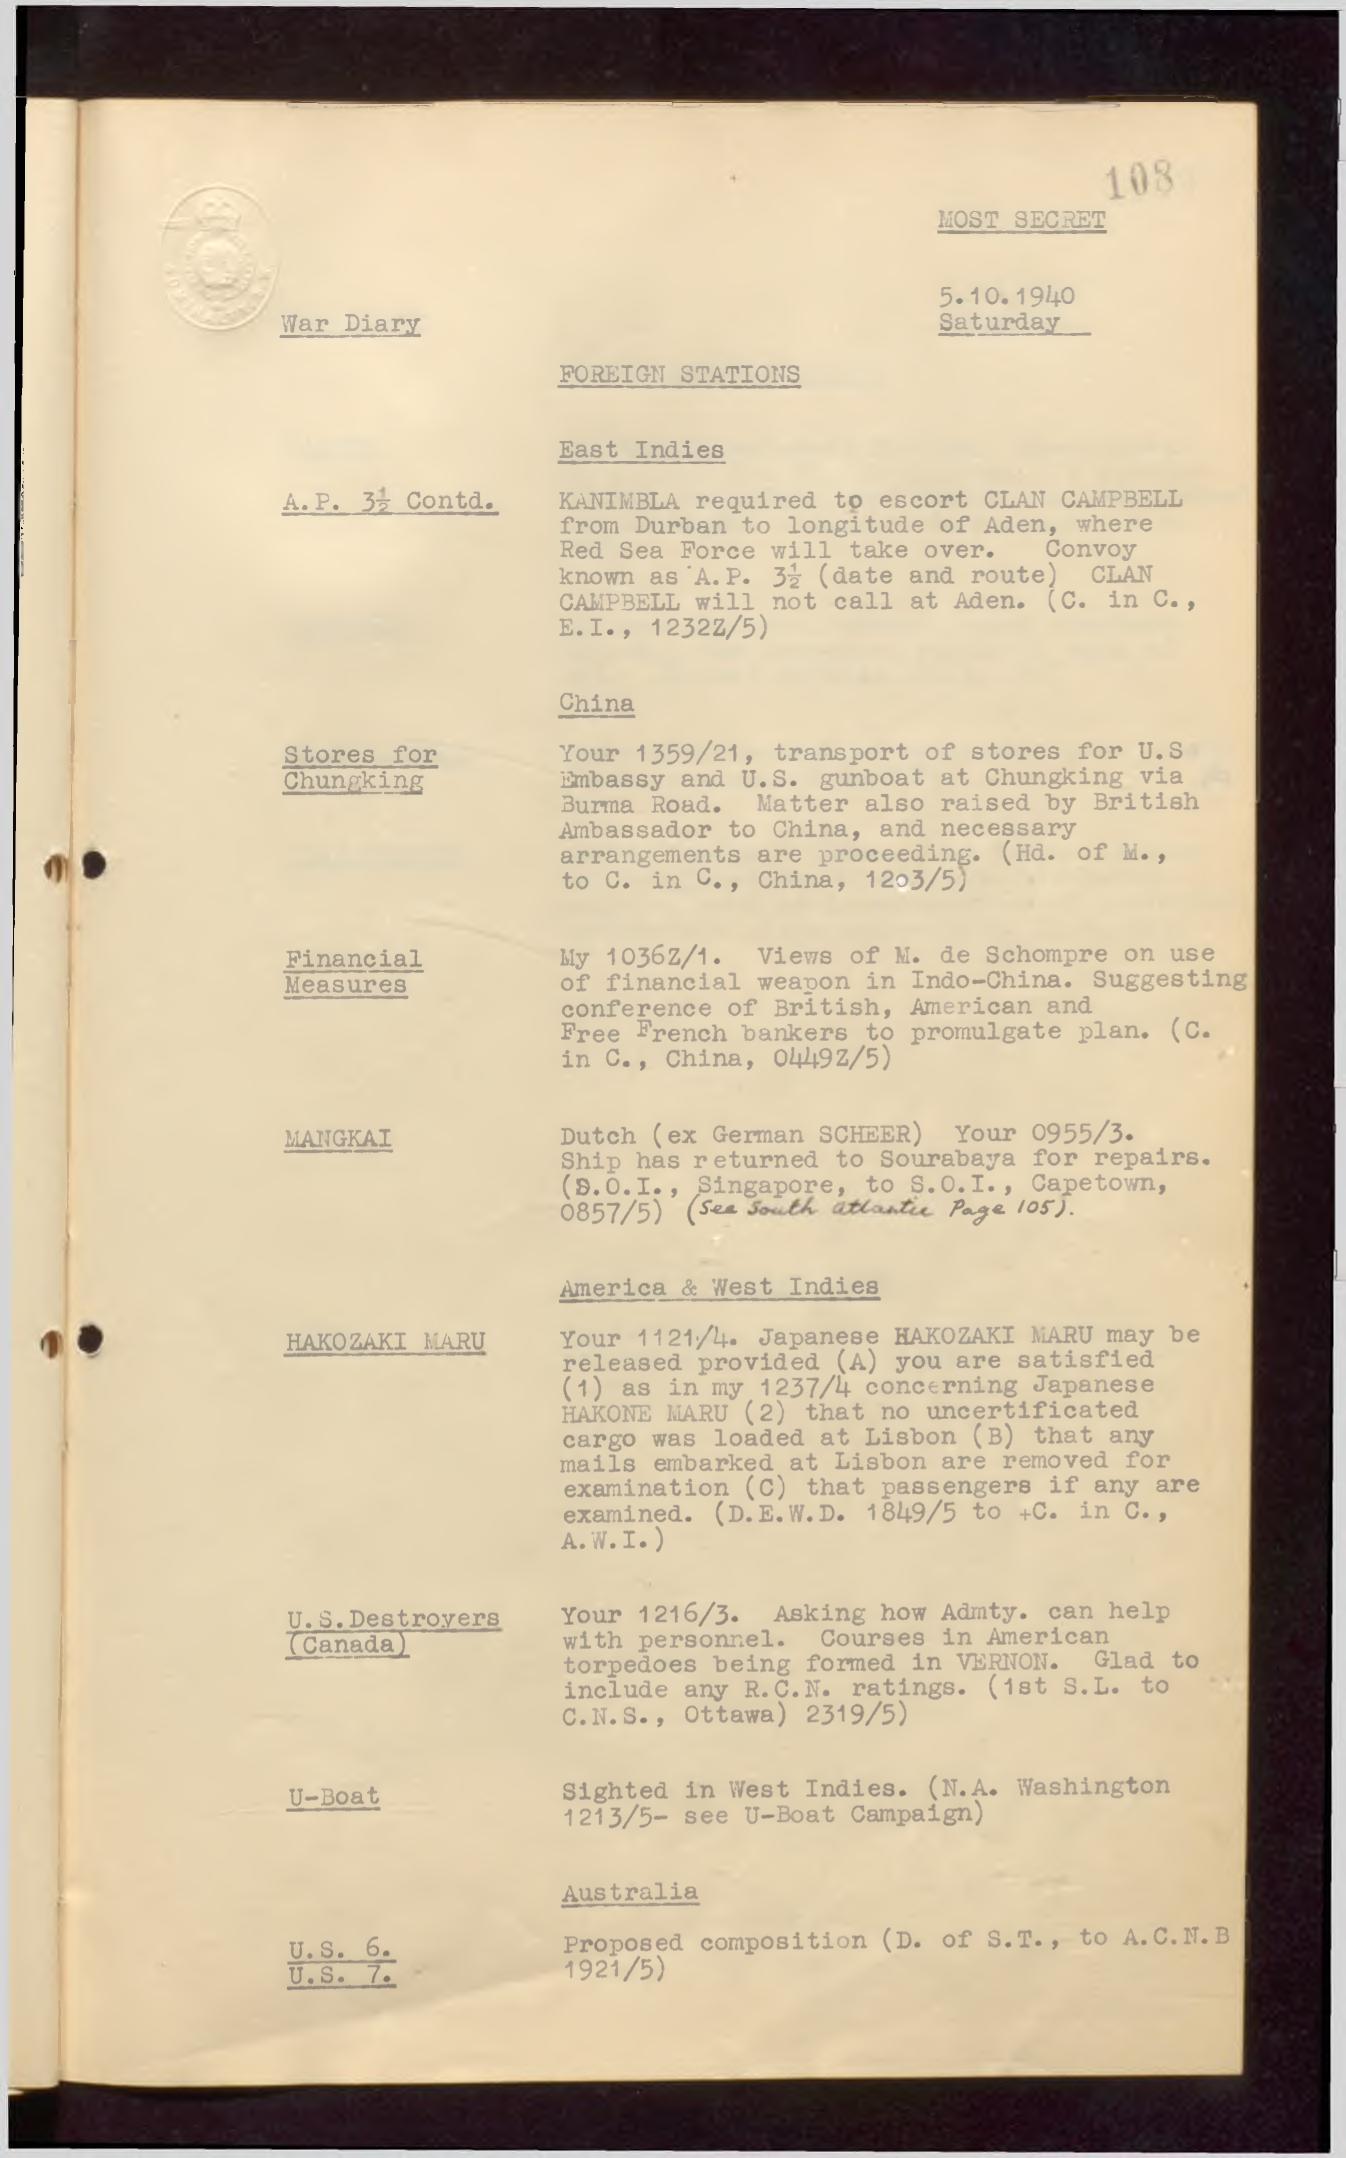 108
MOST SECRET
5.10.1940
War Diary
Saturday
FOREIGN STATIONS
East Indies
A.P. 3½ Contd.
KANIMBLA required to escort CLAN CAMPBELL
from Durban to longitude of Aden, where
Red Sea Force will take over. Convoy
known as A.P. 3½ (date and route) CLAN
CAMPBELL will not call at Aden. (C. in C.,
E.I., 1232Z/5)
China
Stores for
Chungking
Your 1359/21, transport of stores for U.S
Embassy and U.S. gunboat at Chungking via
Burma Road. Matter also raised by British
Ambassador to China, and necessary
arrangements are proceeding. (Hd. of M.,
to C. in C., China, 1203/5)
Financial
Measures
My 1036Z/1. Views of M. de Schompre on use
of financial weapon in Indo-China. Suggesting
conference of British, American and
Free French bankers to promulgate plan. (C.
in C., China, 0449Z/5)
MANGKAI
Dutch (ex German SCHEER) Your 0955/3.
Ship has returned to Sourabaya for repairs.
(S.O.I., Singapore, to S.O.I., Capetown,
0857/5) (See South Atlantic Page 105).
America & West Indies
HAKOZAKI MARU
Your 1121/4. Japanese HAKOZAKI MARU may be
released provided (A) you are satisfied
(1) as in my 1237/4 concerning Japanese
HAKONE MARU (2) that no uncertificated
cargo was loaded at Lisbon (B) that any
mails embarked at Lisbon are removed for
examination (C) that passengers if any are
examined. (D.E.W.D. 1849/5 to +C. in C.,
A.W.I.)
U.S.Destroyers
(Canada)
Your 1216/3. Asking how Admty. can help
with personnel. Courses in American
torpedoes being formed in VERNON. Glad to
include any R.C.N. ratings. (1st S.L. to
C.N.S., Ottawa) 2319/5)
U-Boat
Sighted in West Indies. (N.A. Washington
1213/5- see U-Boat Campaign)
Australia
U.S. 6.
U.S. 7.
Proposed composition (D. of S.T., to A.C.N.B
1921/5)